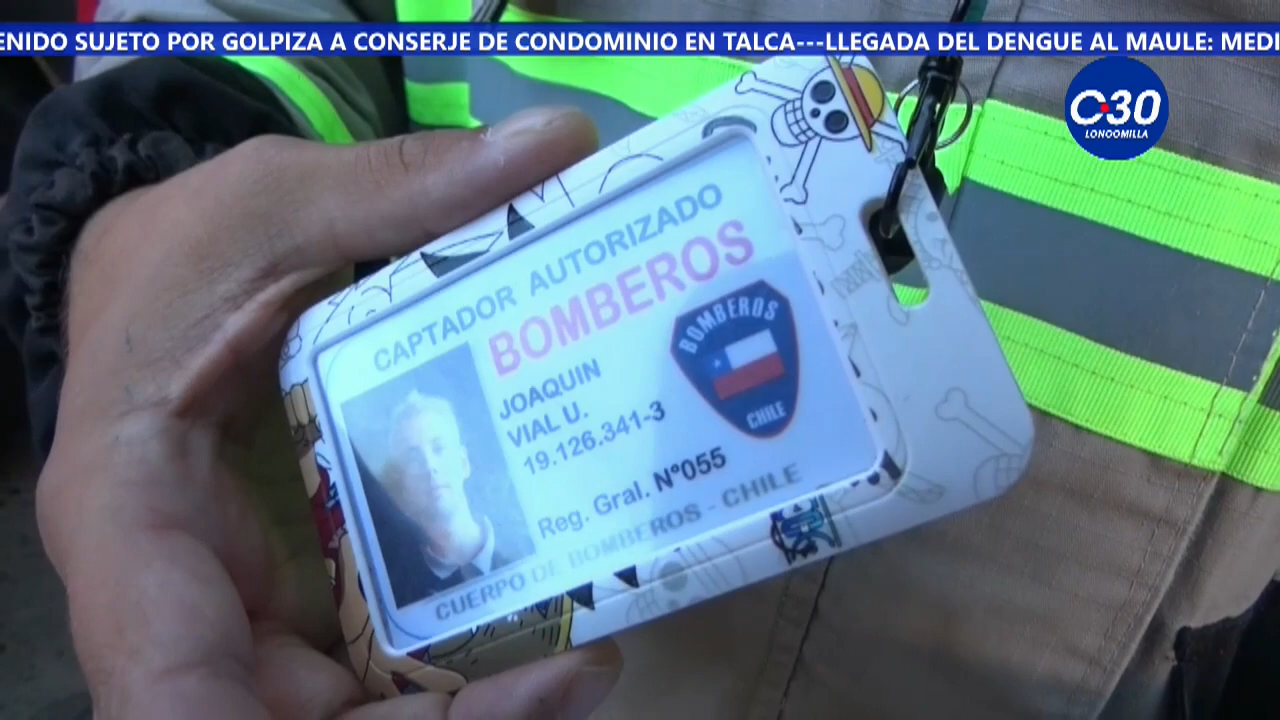 ENIDO SUJETO POR GOLPIZA A CONSERJE DE CONDOMINIO EN TALCA---LLEGADA DEL DENGUE AL MAULE: MEDI
C30
LONCOMILLA
CAPTADOR AUTORIZADO
BOMBEROS
JOAQUIN
VIAL U.
19.126.341-3
BOMBEROS
CHILE
Reg. Gral. N°055
CUERPO DE BOMBEROS - CHILE